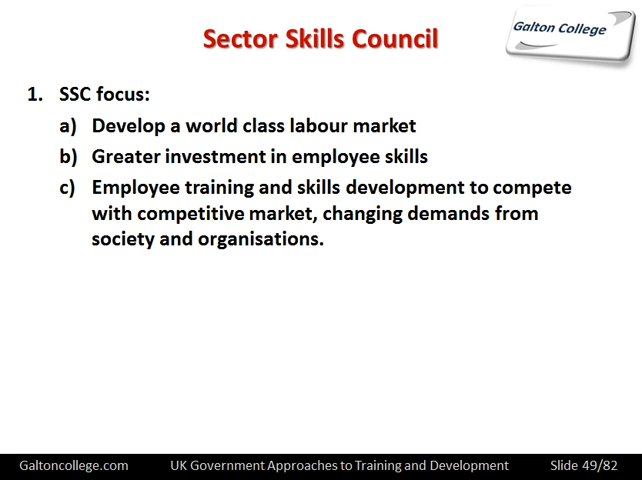 Sector Skills Council
Galton College
1. SSC focus:
a) Develop a world class labour market
b) Greater investment in employee skills
c) Employee training and skills development to compete
with competitive market, changing demands from
society and organisations.
Galtoncollege.com UK Government Approaches to Training and Development Slide 49/82